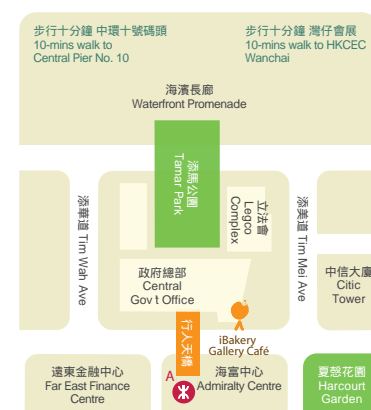 步行十分鐘 中環十號碼頭
10-mins walk to
Central Pier No. 10
步行十分鐘 灣仔會展
10-mins walk to HKCEC
Wanchai
海濱長廊
Waterfront Promenade
添馬公園
Tamar Park
立法會
Legco
Complex
添華道 Tim Wah Ave
添美道 Tim Mei Ave
政府總部
Central
Gov't Office
中信大廈
Citic
Tower
行人天橋
iBakery
Gallery Café
A
遠東金融中心
Far East Finance
Centre
海富中心
Admiralty Centre
夏慤花園
Harcourt
Garden